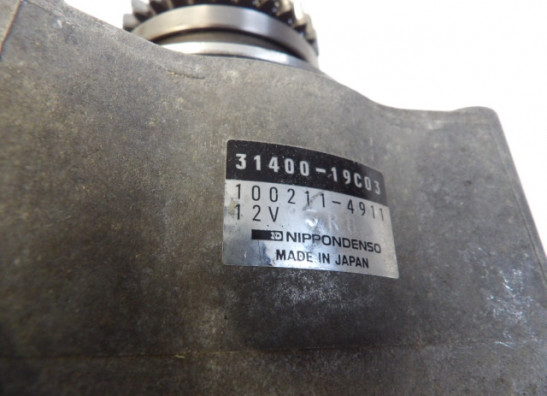 31400-19C03
100211-4911
12V
ND NIPPONDENSO
MADE IN JAPAN